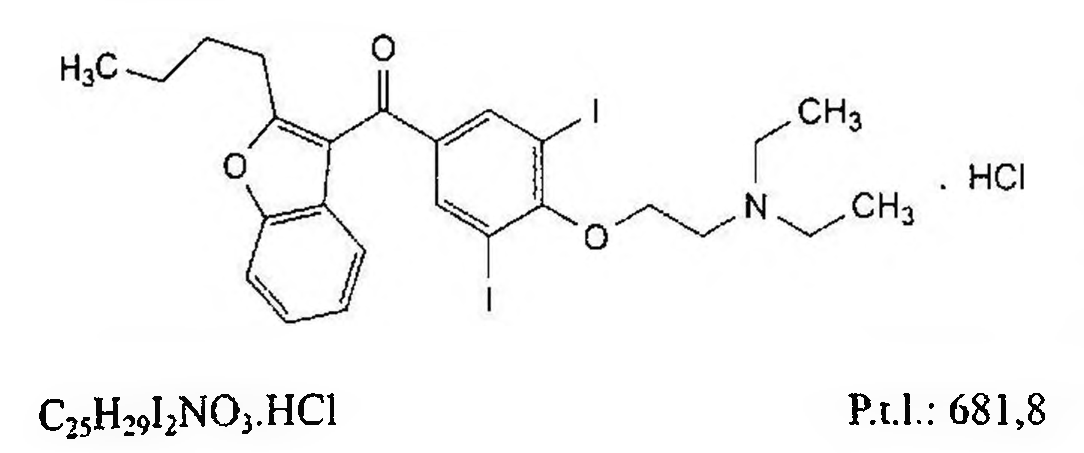 O
H₃C
I
CH₃
O
N
CH₃
. HCl
O
I
C₂₅H₂₉I₂NO₃.HCl
P.t.l.: 681,8